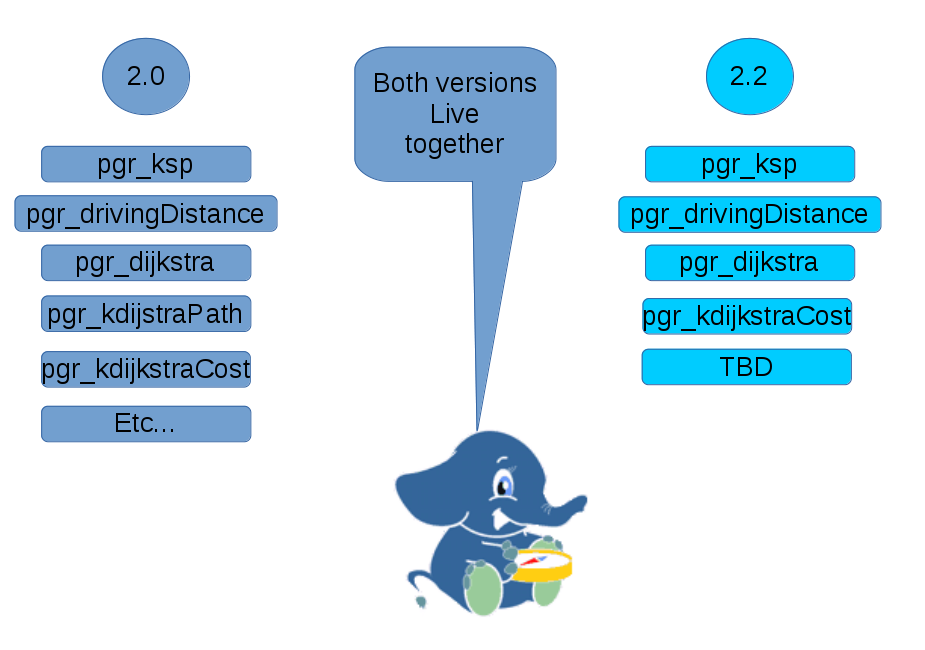 2.0
pgr_ksp
pgr_drivingDistance
pgr_dijkstra
pgr_kdijstraPath
pgr_kdijkstraCost
Etc...
Both versions
Live
together
2.2
pgr_ksp
pgr_drivingDistance
pgr_dijkstra
pgr_kdijkstraCost
TBD